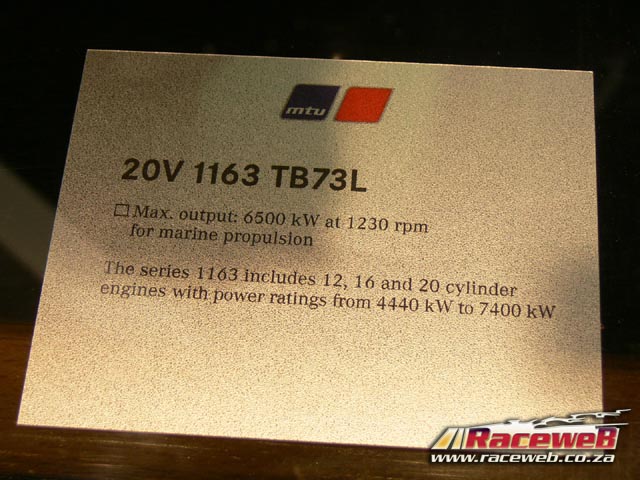 mtu
20V 1163 TB73L
☐ Max. output: 6500 kW at 1230 rpm
for marine propulsion
The series 1163 includes 12, 16 and 20 cylinder
engines with power ratings from 4440 kW to 7400 kW
RaceweB
www.raceweb.co.za